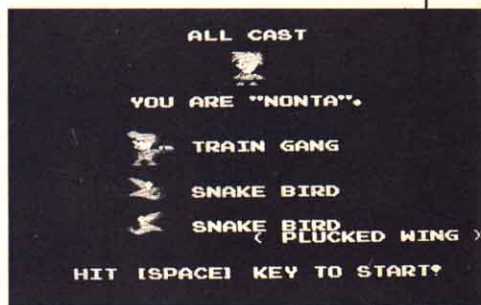 ALL CAST
YOU ARE "NONTA".
TRAIN GANG
SNAKE BIRD
SNAKE BIRD
( PLUCKED WING )
HIT [SPACE] KEY TO START!